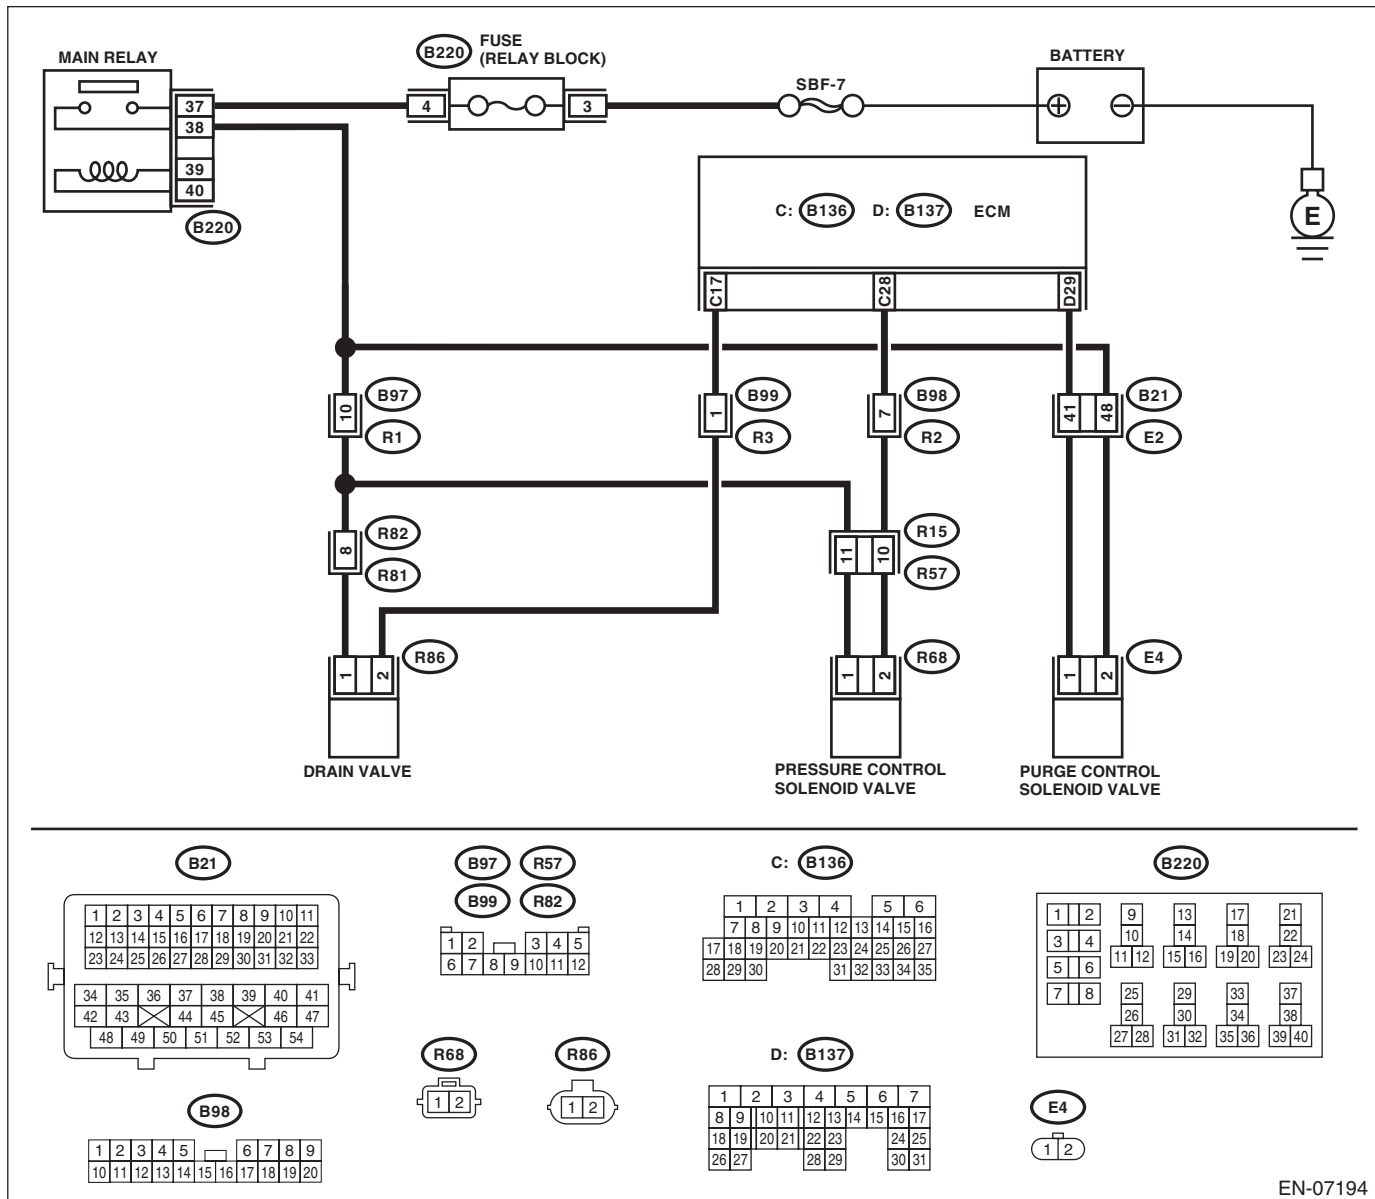 MAIN RELAY
B220
FUSE
(RELAY BLOCK)
SBF-7
BATTERY
37
38
39
40
B220
4
3
C: B136 D: B137 ECM
E
C17
C28
D29
10
B97
R1
1
B99
R3
7
B98
R2
41 48
B21
E2
8
R82
R81
11 10
R15
R57
1 2
R86
1 2
R68
1 2
E4
DRAIN VALVE
PRESSURE CONTROL
SOLENOID VALVE
PURGE CONTROL
SOLENOID VALVE
B21
1 2 3 4 5 6 7 8 9 10 11
12 13 14 15 16 17 18 19 20 21 22
23 24 25 26 27 28 29 30 31 32 33
34 35 36 37 38 39 40 41
42 43 44 45 46 47
48 49 50 51 52 53 54
B97 R57
B99 R82
1 2 3 4 5
6 7 8 9 10 11 12
C: B136
1 2 3 4 5 6
7 8 9 10 11 12 13 14 15 16
17 18 19 20 21 22 23 24 25 26 27
28 29 30 31 32 33 34 35
B220
1 2 9 13 17 21
3 4 10 14 18 22
5 6 11 12 15 16 19 20 23 24
7 8 25 29 33 37
26 30 34 38
27 28 31 32 35 36 39 40
R68
1 2
R86
1 2
D: B137
1 2 3 4 5 6 7
8 9 10 11 12 13 14 15 16 17
18 19 20 21 22 23 24 25
26 27 28 29 30 31
B98
1 2 3 4 5 6 7 8 9
10 11 12 13 14 15 16 17 18 19 20
E4
1 2
EN-07194